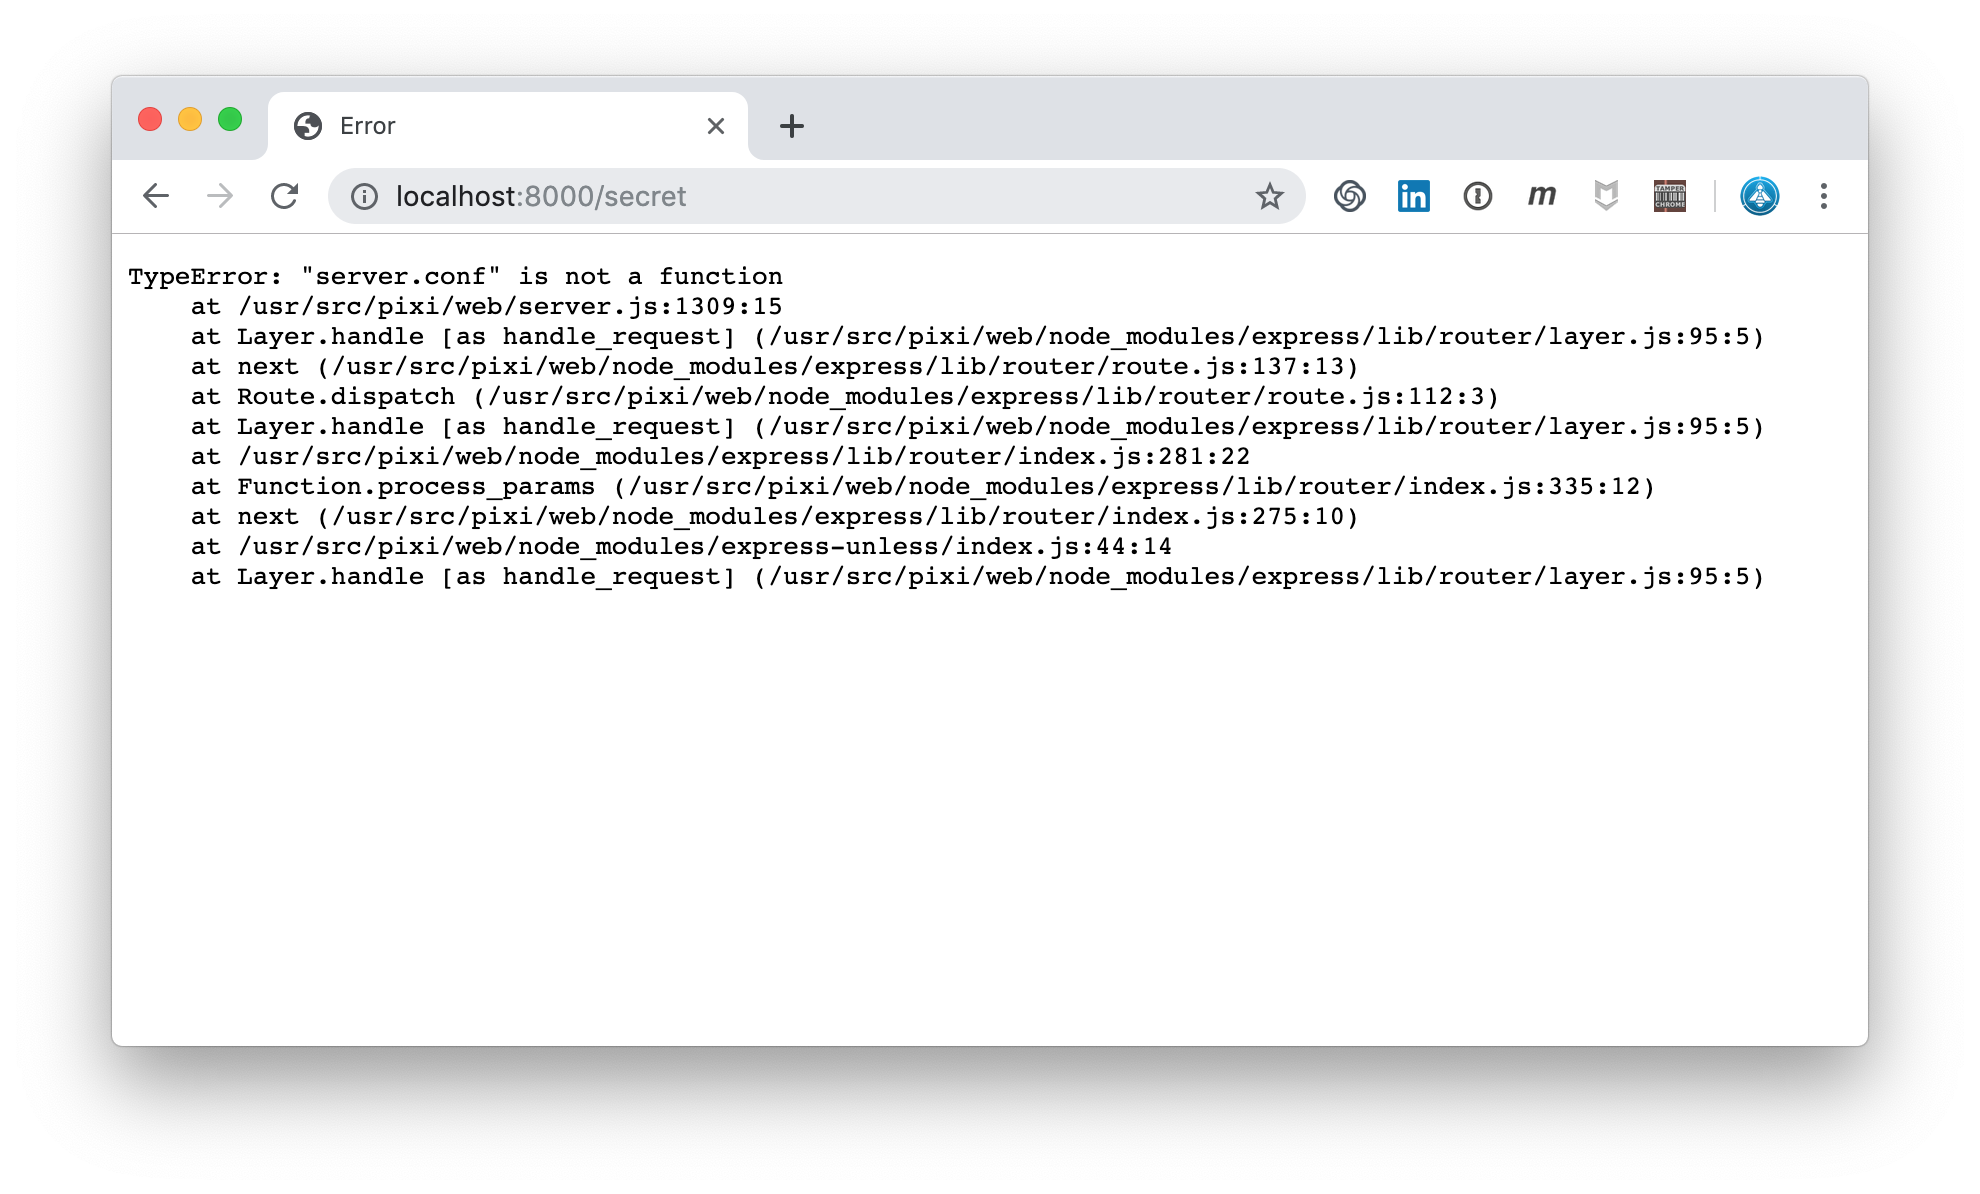 Error
localhost:8000/secret
in
m
TAMPER
CHROME
TypeError: "server.conf" is not a function
    at /usr/src/pixi/web/server.js:1309:15
    at Layer.handle [as handle_request] (/usr/src/pixi/web/node_modules/express/lib/router/layer.js:95:5)
    at next (/usr/src/pixi/web/node_modules/express/lib/router/route.js:137:13)
    at Route.dispatch (/usr/src/pixi/web/node_modules/express/lib/router/route.js:112:3)
    at Layer.handle [as handle_request] (/usr/src/pixi/web/node_modules/express/lib/router/layer.js:95:5)
    at /usr/src/pixi/web/node_modules/express/lib/router/index.js:281:22
    at Function.process_params (/usr/src/pixi/web/node_modules/express/lib/router/index.js:335:12)
    at next (/usr/src/pixi/web/node_modules/express/lib/router/index.js:275:10)
    at /usr/src/pixi/web/node_modules/express-unless/index.js:44:14
    at Layer.handle [as handle_request] (/usr/src/pixi/web/node_modules/express/lib/router/layer.js:95:5)